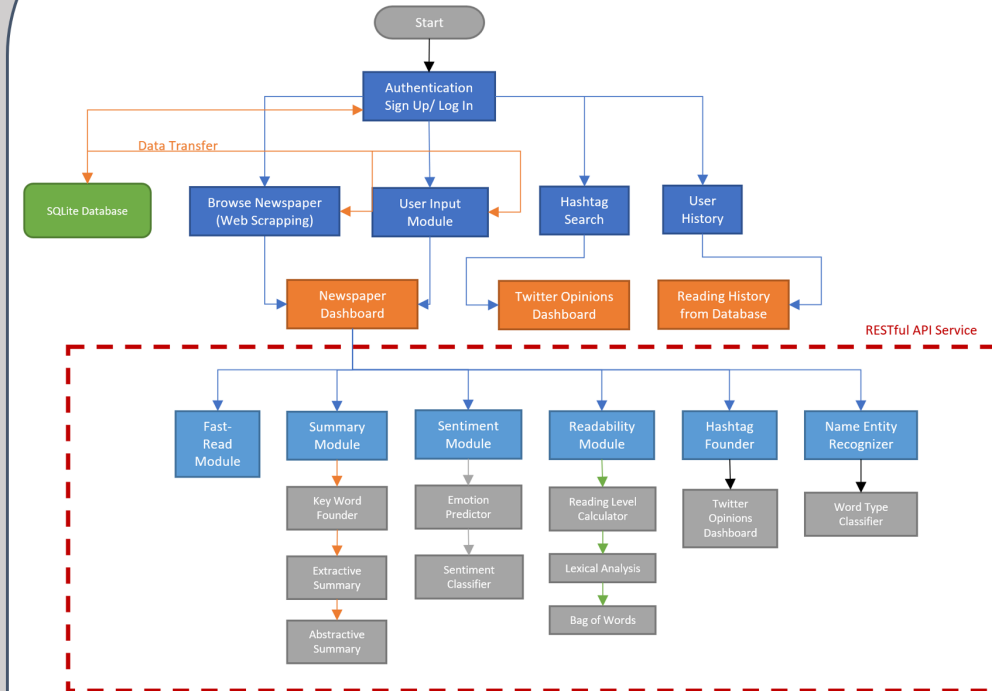 Start
Authentication
Sign Up/ Log In
Data Transfer
SQLite Database
Browse Newspaper
(Web Scrapping)
User Input
Module
Hashtag
Search
User
History
Newspaper
Dashboard
Twitter Opinions
Dashboard
Reading History
from Database
RESTful API Service
Fast-
Read
Module
Summary
Module
Sentiment
Module
Readability
Module
Hashtag
Founder
Name Entity
Recognizer
Key Word
Founder
Emotion
Predictor
Reading Level
Calculator
Twitter
Opinions
Dashboard
Word Type
Classifier
Extractive
Summary
Sentiment
Classifier
Lexical Analysis
Abstractive
Summary
Bag of Words